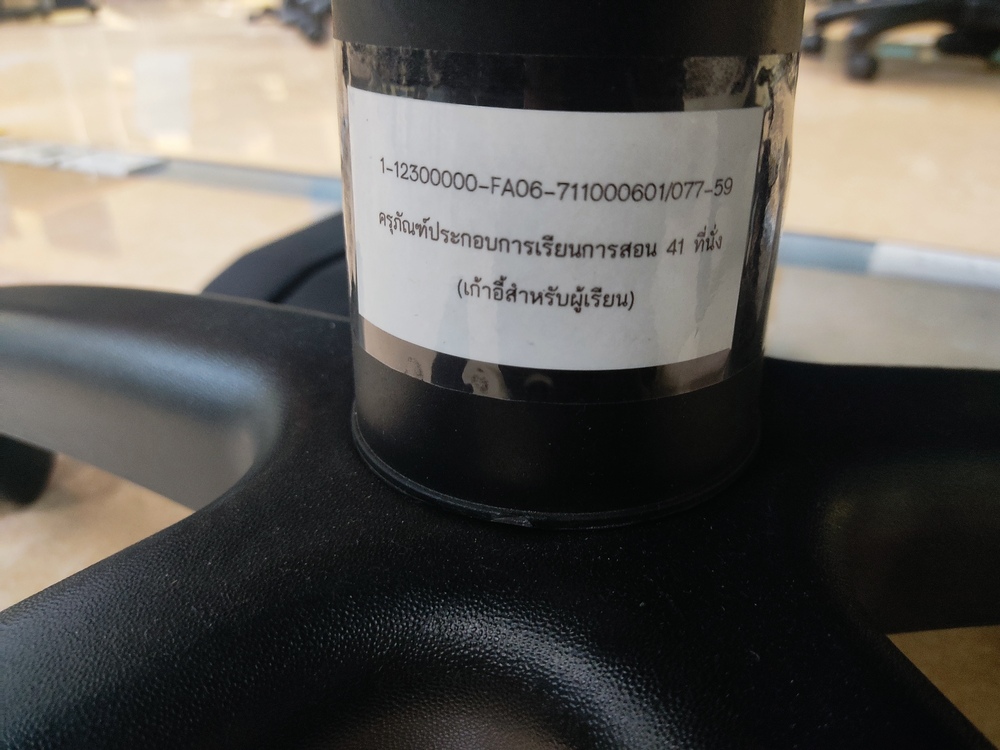 1-12300000-FA06-711000601/077-59
ครุภัณฑ์ประกอบการเรียนการสอน 41 ที่นั่ง
(เก้าอี้สำหรับผู้เรียน)